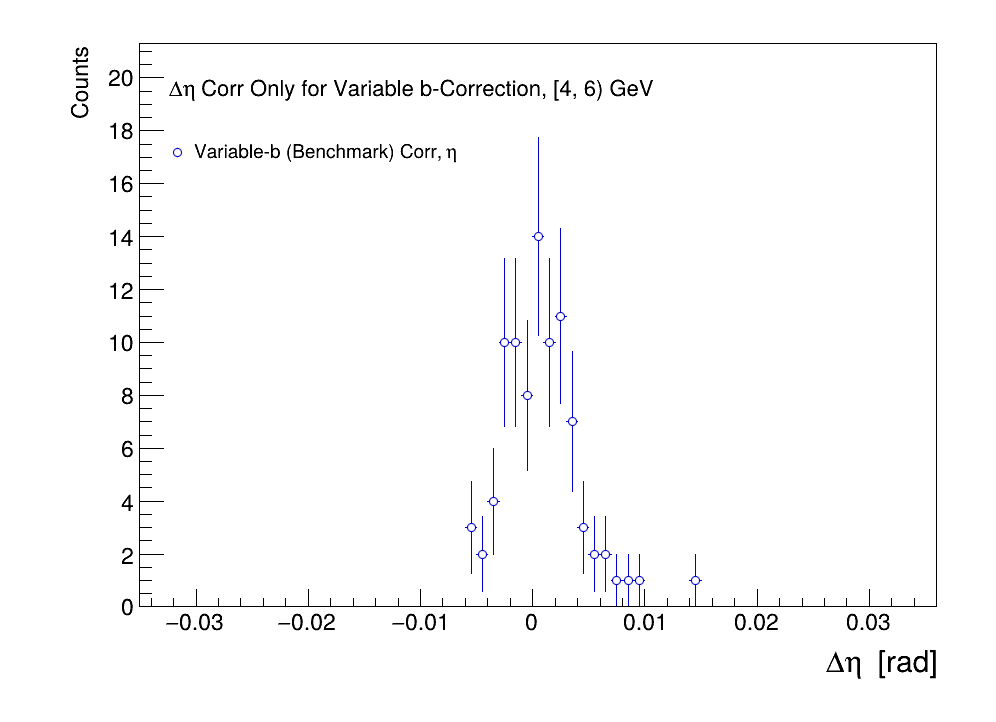 Counts
Δη Corr Only for Variable b-Correction, [4, 6) GeV
Variable-b (Benchmark) Corr, η
20
18
16
14
12
10
8
6
4
2
0
−0.03 −0.02 −0.01 0 0.01 0.02 0.03
Δη [rad]